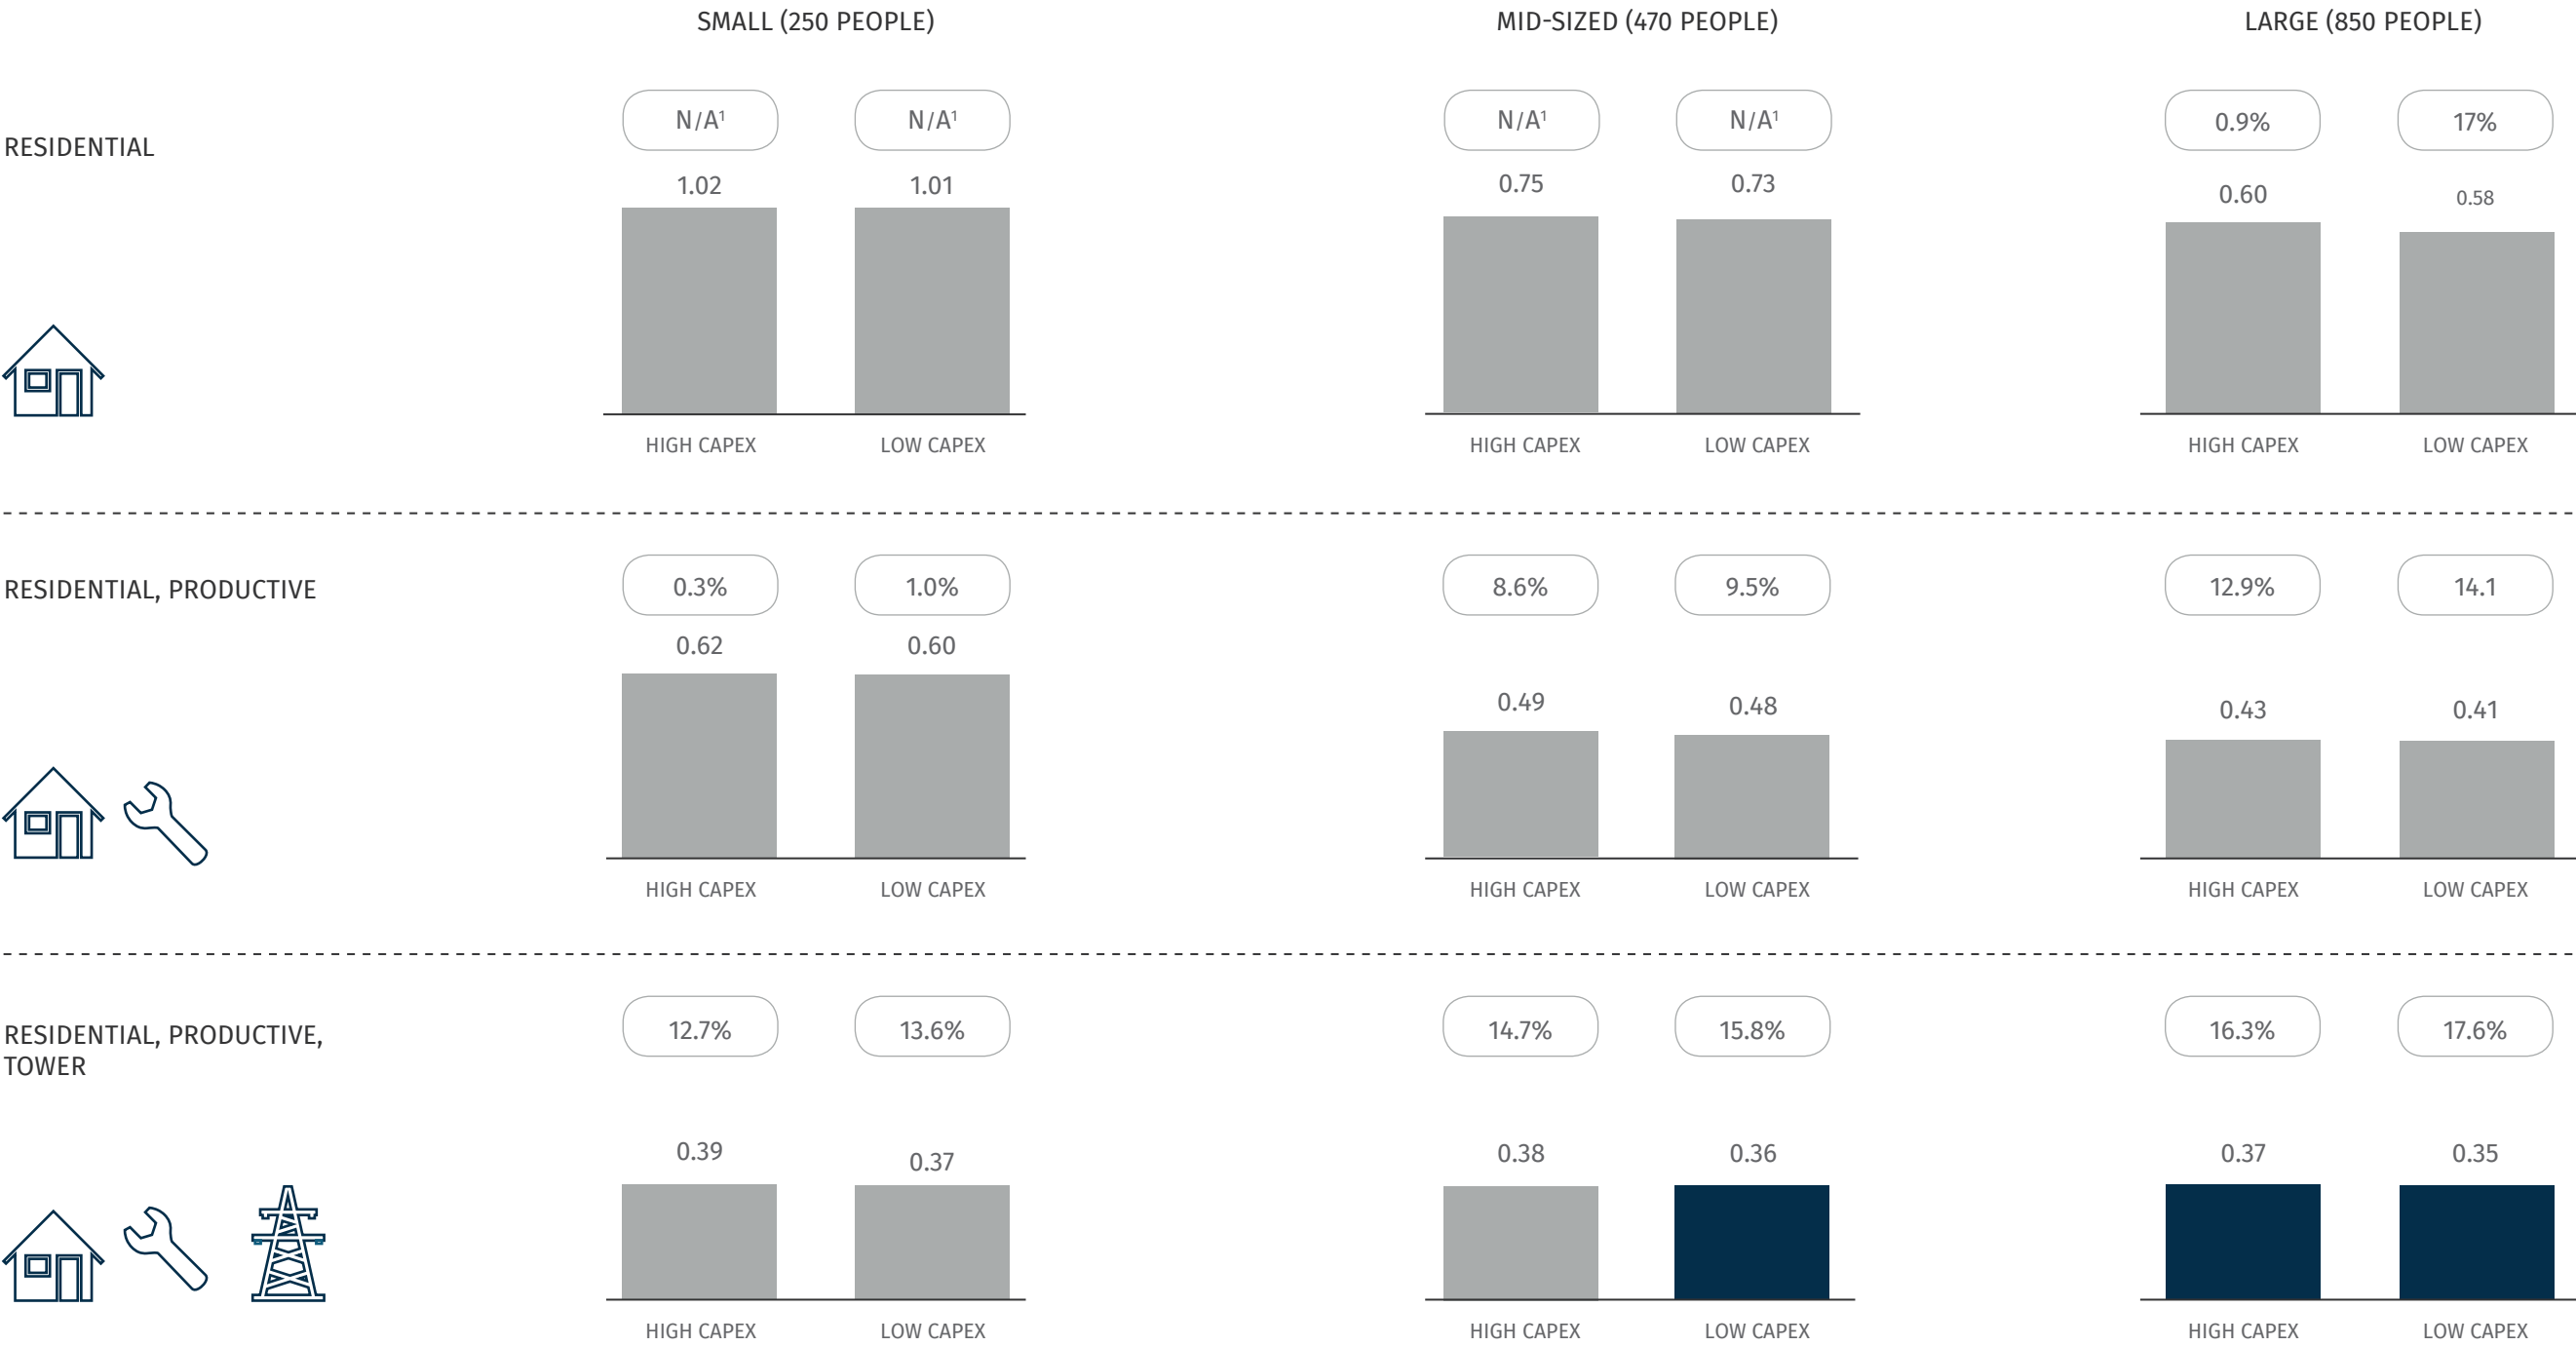 SMALL (250 PEOPLE)
MID-SIZED (470 PEOPLE)
LARGE (850 PEOPLE)
RESIDENTIAL
N/A¹
N/A¹
N/A¹
N/A¹
0.9%
17%
1.02
1.01
0.75
0.73
0.60
0.58
HIGH CAPEX
LOW CAPEX
HIGH CAPEX
LOW CAPEX
HIGH CAPEX
LOW CAPEX
RESIDENTIAL, PRODUCTIVE
0.3%
1.0%
8.6%
9.5%
12.9%
14.1
0.62
0.60
0.49
0.48
0.43
0.41
HIGH CAPEX
LOW CAPEX
HIGH CAPEX
LOW CAPEX
HIGH CAPEX
LOW CAPEX
RESIDENTIAL, PRODUCTIVE,
TOWER
12.7%
13.6%
14.7%
15.8%
16.3%
17.6%
0.39
0.37
0.38
0.36
0.37
0.35
HIGH CAPEX
LOW CAPEX
HIGH CAPEX
LOW CAPEX
HIGH CAPEX
LOW CAPEX